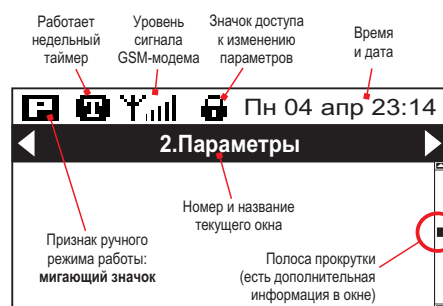 Работает
недельный
таймер
Уровень
сигнала
GSM-модема
Значок доступа
к изменению
параметров
Время
и дата
P T Пн 04 апр 23:14
2.Параметры
Номер и название
текущего окна
Признак ручного
режима работы:
мигающий значок
Полоса прокрутки
(есть дополнительная
информация в окне)